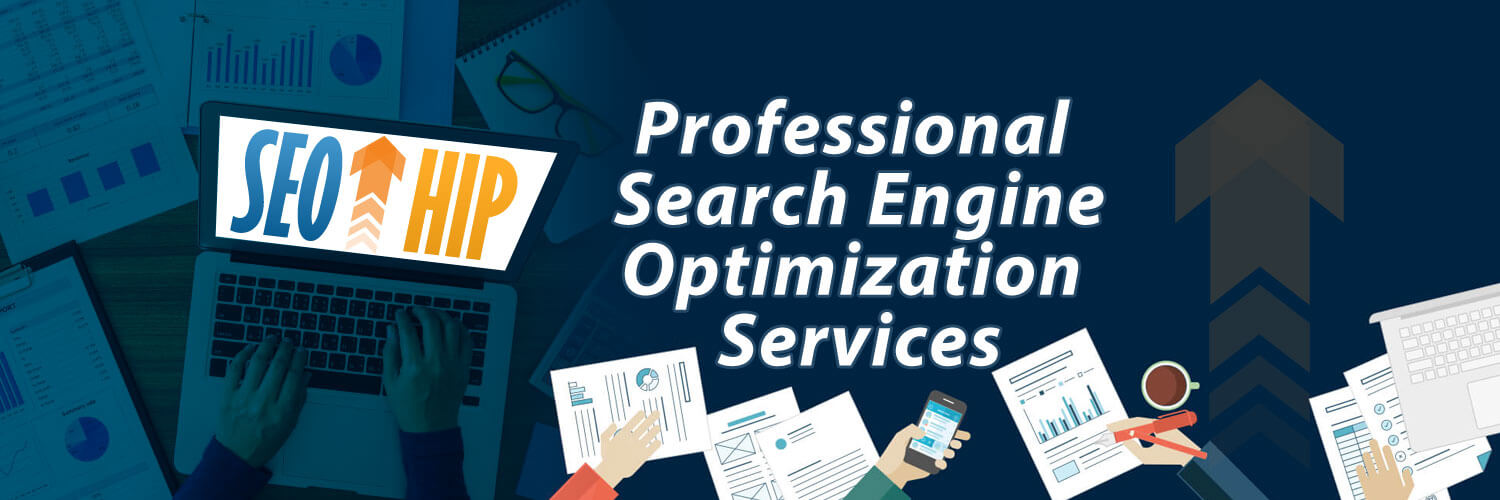 SEO HIP
Professional
Search Engine
Optimization
Services